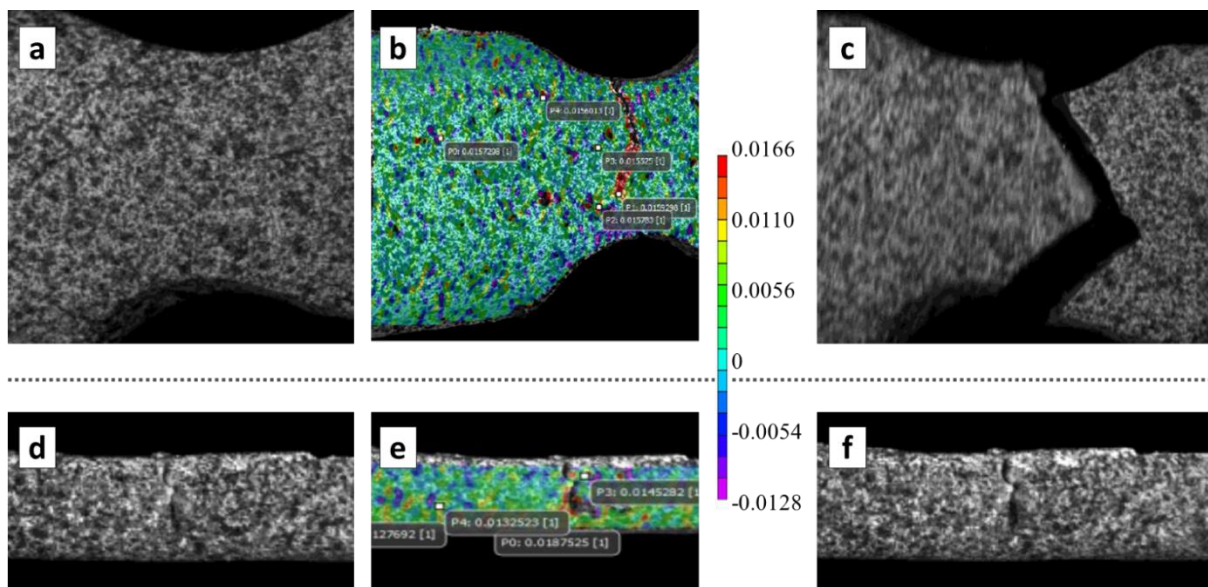 a
b
c
P4: 0.0156013 [1]
P0: 0.0157298 [1]
P3: 0.015525 [1]
P1: 0.0159298 [1]
P2: 0.015783 [1]
0.0166
0.0110
0.0056
0
-0.0054
-0.0128
d
e
f
P3: 0.0145282 [1
P4: 0.0132523 [1]
127692 [1]
P0: 0.0187525 [1]